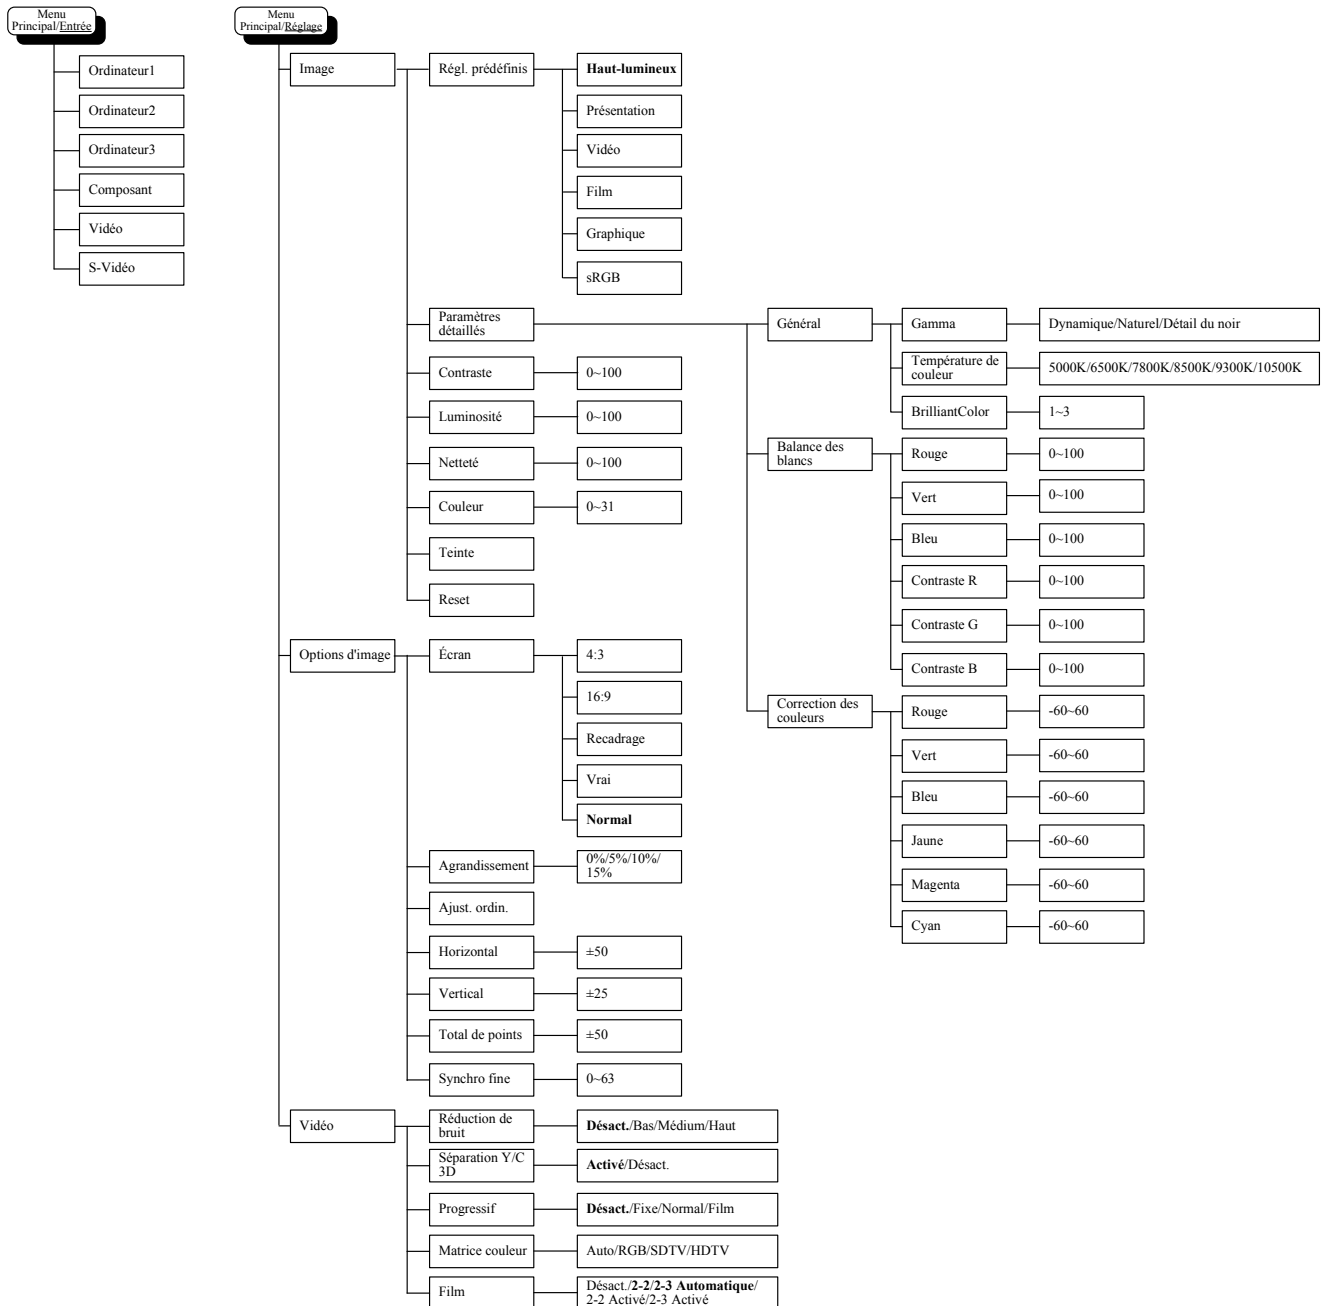 Menu
Principal/Entrée
Ordinateur1
Ordinateur2
Ordinateur3
Composant
Vidéo
S-Vidéo
Menu
Principal/Réglage
Image
Régl. prédéfinis
Haut-lumineux
Présentation
Vidéo
Film
Graphique
sRGB
Paramètres
détaillés
Général
Gamma
Dynamique/Naturel/Détail du noir
Température de
couleur
5000K/6500K/7800K/8500K/9300K/10500K
BrilliantColor
1~3
Balance des
blancs
Rouge
0~100
Vert
0~100
Bleu
0~100
Contraste R
0~100
Contraste G
0~100
Contraste B
0~100
Correction des
couleurs
Rouge
-60~60
Vert
-60~60
Bleu
-60~60
Jaune
-60~60
Magenta
-60~60
Cyan
-60~60
Contraste
0~100
Luminosité
0~100
Netteté
0~100
Couleur
0~31
Teinte
Reset
Options d'image
Écran
4:3
16:9
Recadrage
Vrai
Normal
Agrandissement
0%/5%/10%/
15%
Ajust. ordin.
Horizontal
±50
Vertical
±25
Total de points
±50
Synchro fine
0~63
Vidéo
Réduction de
bruit
Désact./Bas/Médium/Haut
Séparation Y/C
3D
Activé/Désact.
Progressif
Désact./Fixe/Normal/Film
Matrice couleur
Auto/RGB/SDTV/HDTV
Film
Désact./2-2/2-3 Automatique/
2-2 Activé/2-3 Activé